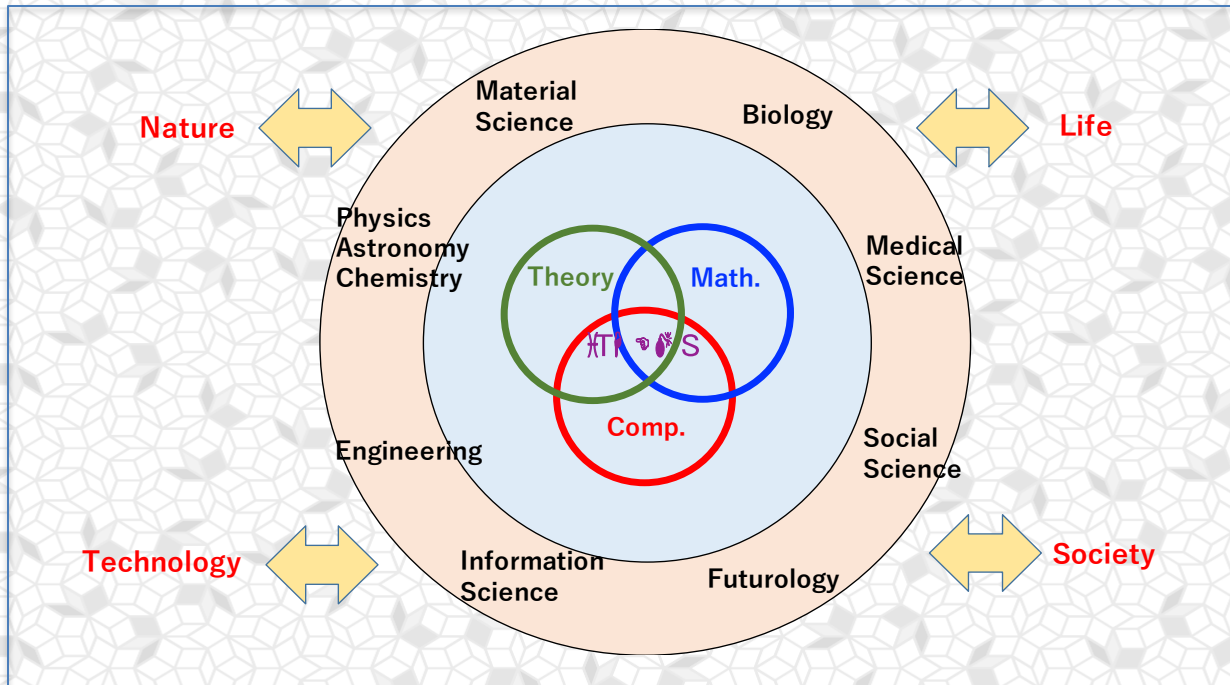 Material
Science
Biology
Nature
Life
Physics
Astronomy
Chemistry
Medical
Science
Theory
Math.
Comp.
Engineering
Social
Science
Technology
Information
Science
Futurology
Society